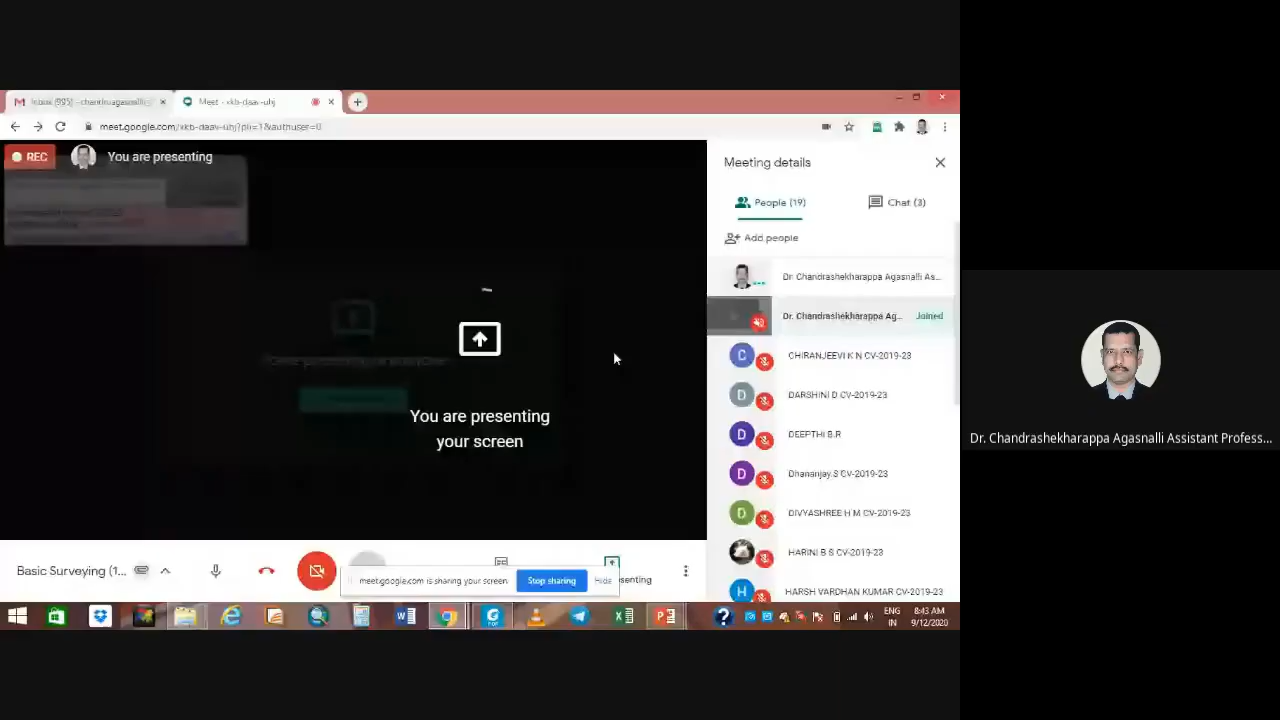 Meet - xkb-daav-uhj
meet.google.com/xkb-daav-uhj?pli=1&authuser=0
REC
You are presenting
Meeting details
People (19)
Chat (3)
Add people
Dr. Chandrashekharappa Agasnalli As...
Dr. Chandrashekharappa Ag... Joined
C CHIRANJEEVI K N CV-2019-23
D DARSHINI D CV-2019-23
D DEEPTHI B.R
D Dhananjay.S CV-2019-23
D DIVYASHREE H M CV-2019-23
HARINI B S CV-2019-23
H HARSH VARDHAN KUMAR CV-2019-23
You are presenting
your screen
Dr. Chandrashekharappa Agasnalli Assistant Profess...
Basic Surveying (1...
meet.google.com is sharing your screen
Stop sharing
Hide
senting
ENG
IN
8:43 AM
9/12/2020